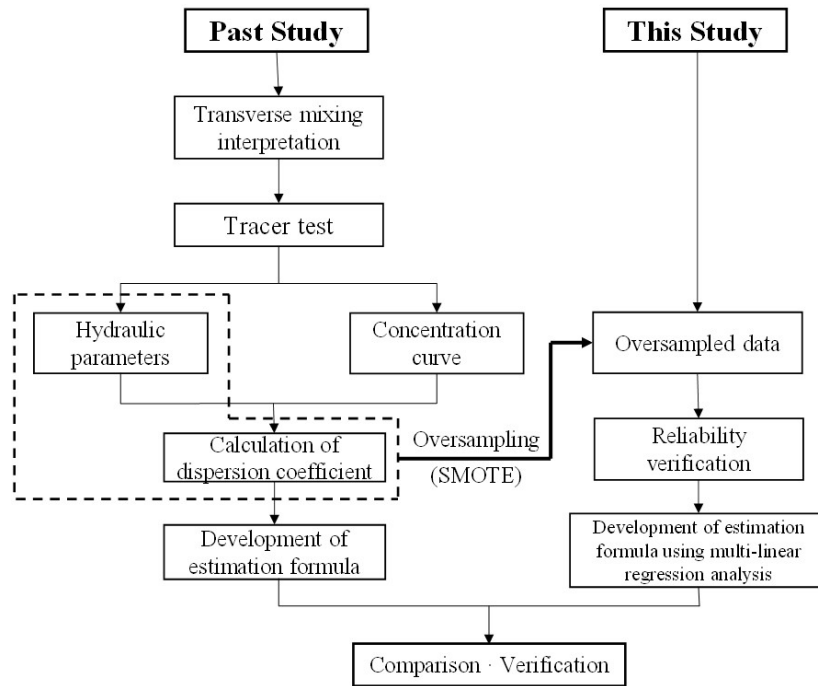 Past Study
This Study
Transverse mixing
interpretation
Tracer test
Hydraulic
parameters
Concentration
curve
Oversampled data
Calculation of
dispersion coefficient
Oversampling
(SMOTE)
Reliability
verification
Development of
estimation formula
Development of estimation
formula using multi-linear
regression analysis
Comparison · Verification